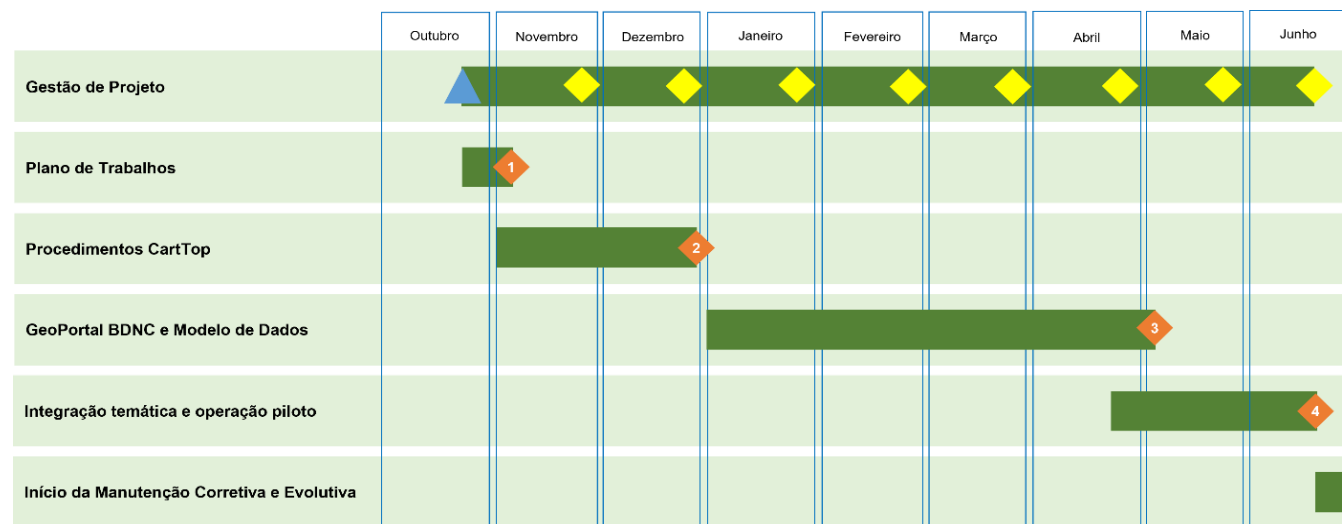 Outubro
Novembro
Dezembro
Janeiro
Fevereiro
Março
Abril
Maio
Junho
Gestão de Projeto
Plano de Trabalhos
1
Procedimentos CartTop
2
GeoPortal BDNC e Modelo de Dados
3
Integração temática e operação piloto
4
Início da Manutenção Corretiva e Evolutiva